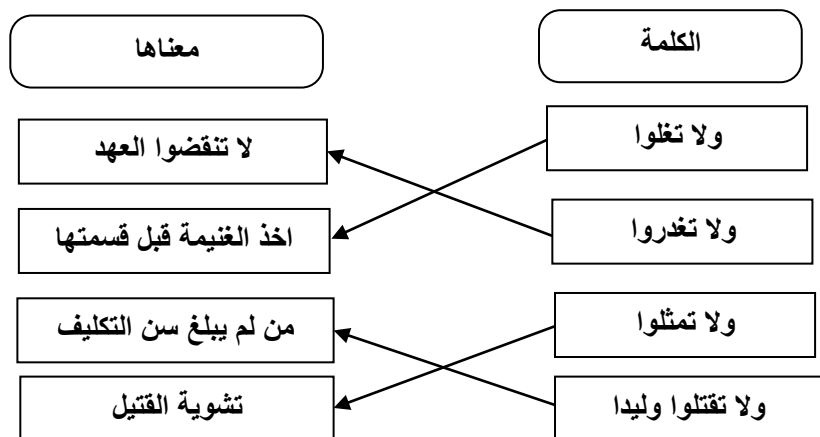 الكلمة
معناها
ولا تغلوا
لا تنقضوا العهد
ولا تغدروا
اخذ الغنيمة قبل قسمتها
ولا تمثلوا
من لم يبلغ سن التكليف
ولا تقتلوا وليدا
تشوية القتيل